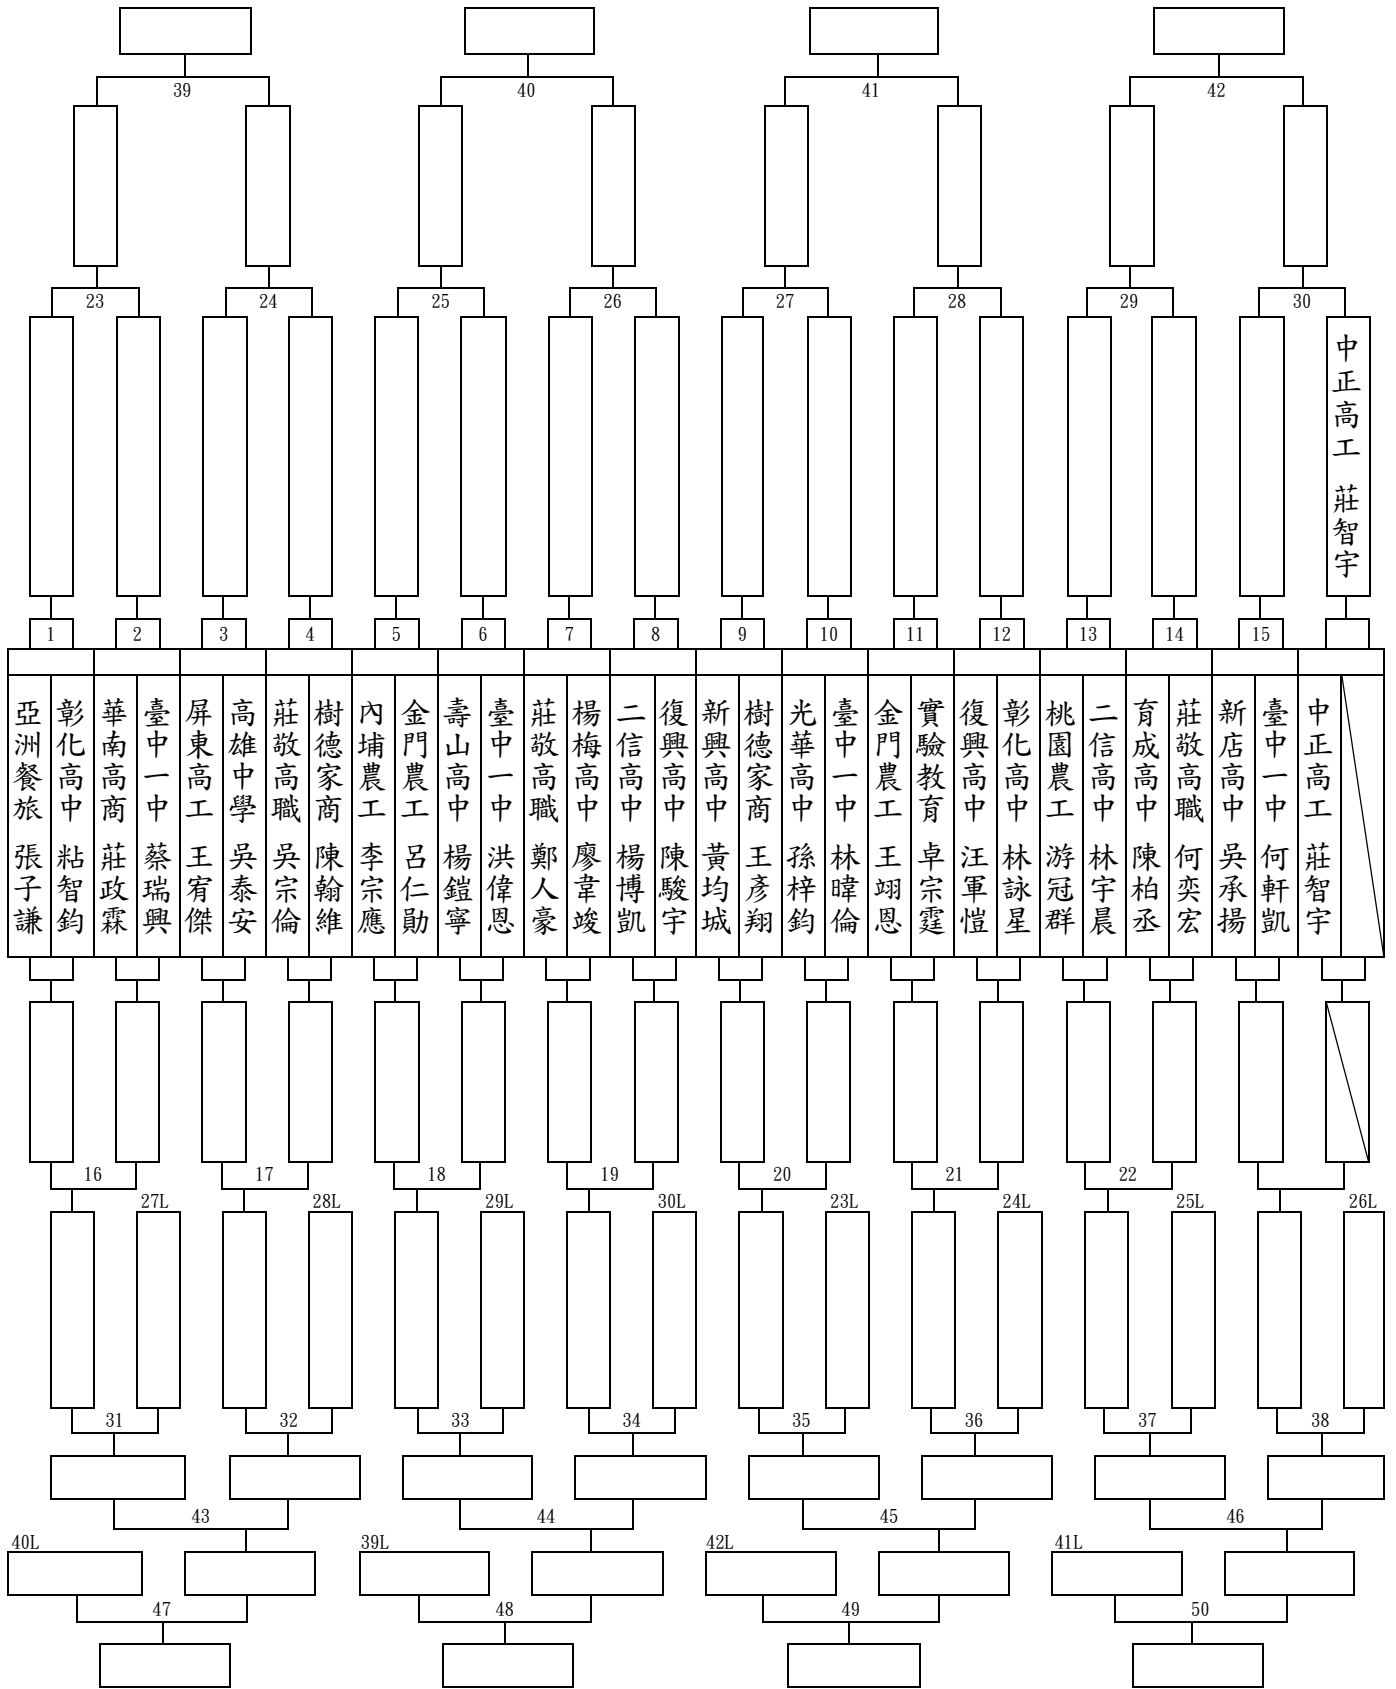 39
40
41
42
23
24
25
26
27
28
29
30
中正高工 莊智宇
1
2
3
4
5
6
7
8
9
10
11
12
13
14
15
亞洲餐旅 張子謙
彰化高中 粘智鈞
華南高商 莊政霖
臺中一中 蔡瑞興
屏東高工 王宥傑
高雄中學 吳泰安
莊敬高職 吳宗倫
樹德家商 陳翰維
內埔農工 李宗應
金門農工 呂仁勛
壽山高中 楊鎧寧
臺中一中 洪偉恩
莊敬高職 鄭人豪
楊梅高中 廖韋竣
二信高中 楊博凱
復興高中 陳駿宇
新興高中 黃均城
樹德家商 王彥翔
光華高中 孫梓鈞
臺中一中 林暐倫
金門農工 王翊恩
實驗教育 卓宗霆
復興高中 汪軍愷
彰化高中 林詠星
桃園農工 游冠群
二信高中 林宇晨
育成高中 陳柏丞
莊敬高職 何奕宏
新店高中 吳承揚
臺中一中 何軒凱
中正高工 莊智宇
16
17
18
19
20
21
22
27L
28L
29L
30L
23L
24L
25L
26L
31
32
33
34
35
36
37
38
43
44
45
46
40L
39L
42L
41L
47
48
49
50